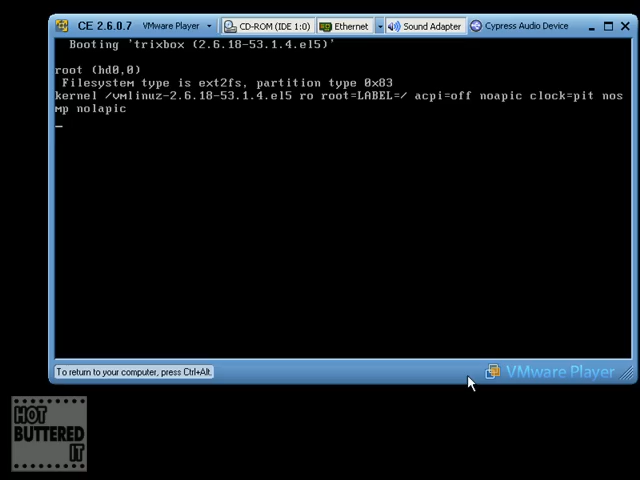 CE 2.6.0.7 VMware Player CD-ROM (IDE 1:0) Ethernet Sound Adapter Cypress Audio Device
Booting 'trixbox (2.6.18-53.1.4.el5)'
root (hd0,0)
Filesystem type is ext2fs, partition type 0x83
kernel /vmlinuz-2.6.18-53.1.4.el5 ro root=LABEL=/ acpi=off noapic clock=pit nos
mp nolapic
_
To return to your computer, press Ctrl+Alt.
VMware Player
HOT
BUTTERED
IT